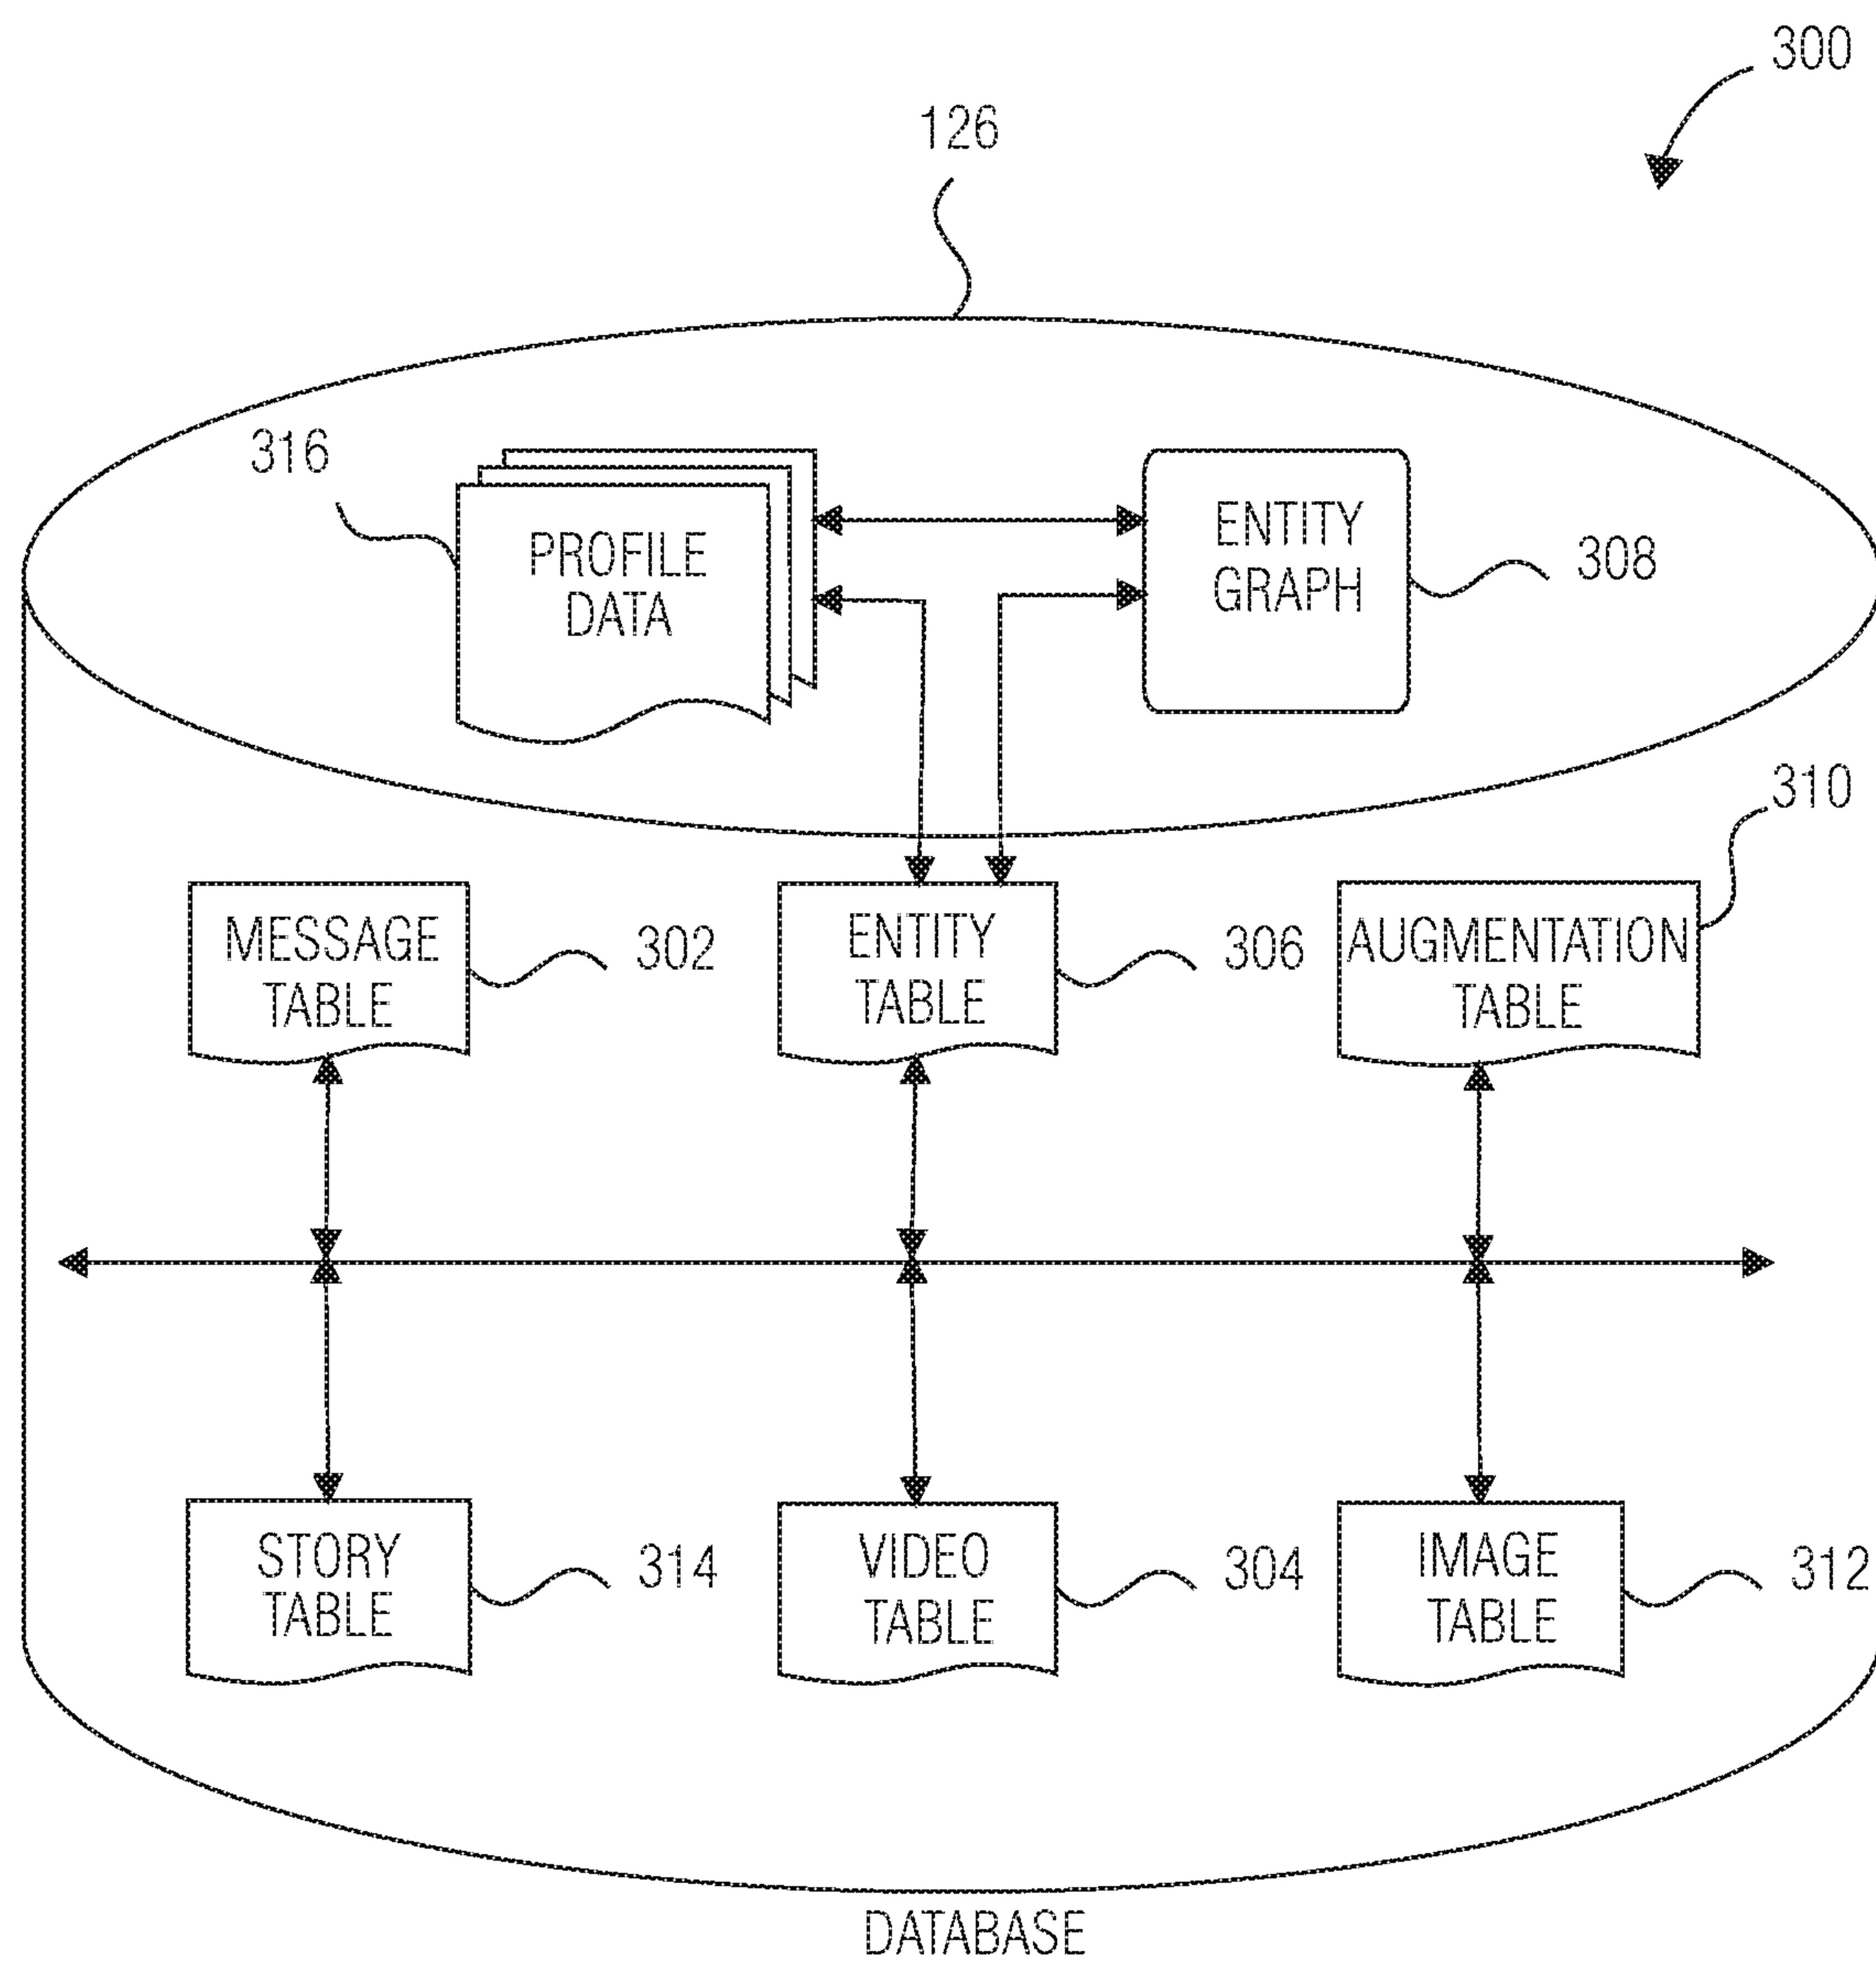 300
126
316
PROFILE
DATA
ENTITY
GRAPH
308
310
MESSAGE
TABLE
302
ENTITY
TABLE
306
AUGMENTATION
TABLE
STORY
TABLE
314
VIDEO
TABLE
304
IMAGE
TABLE
312
DATABASE